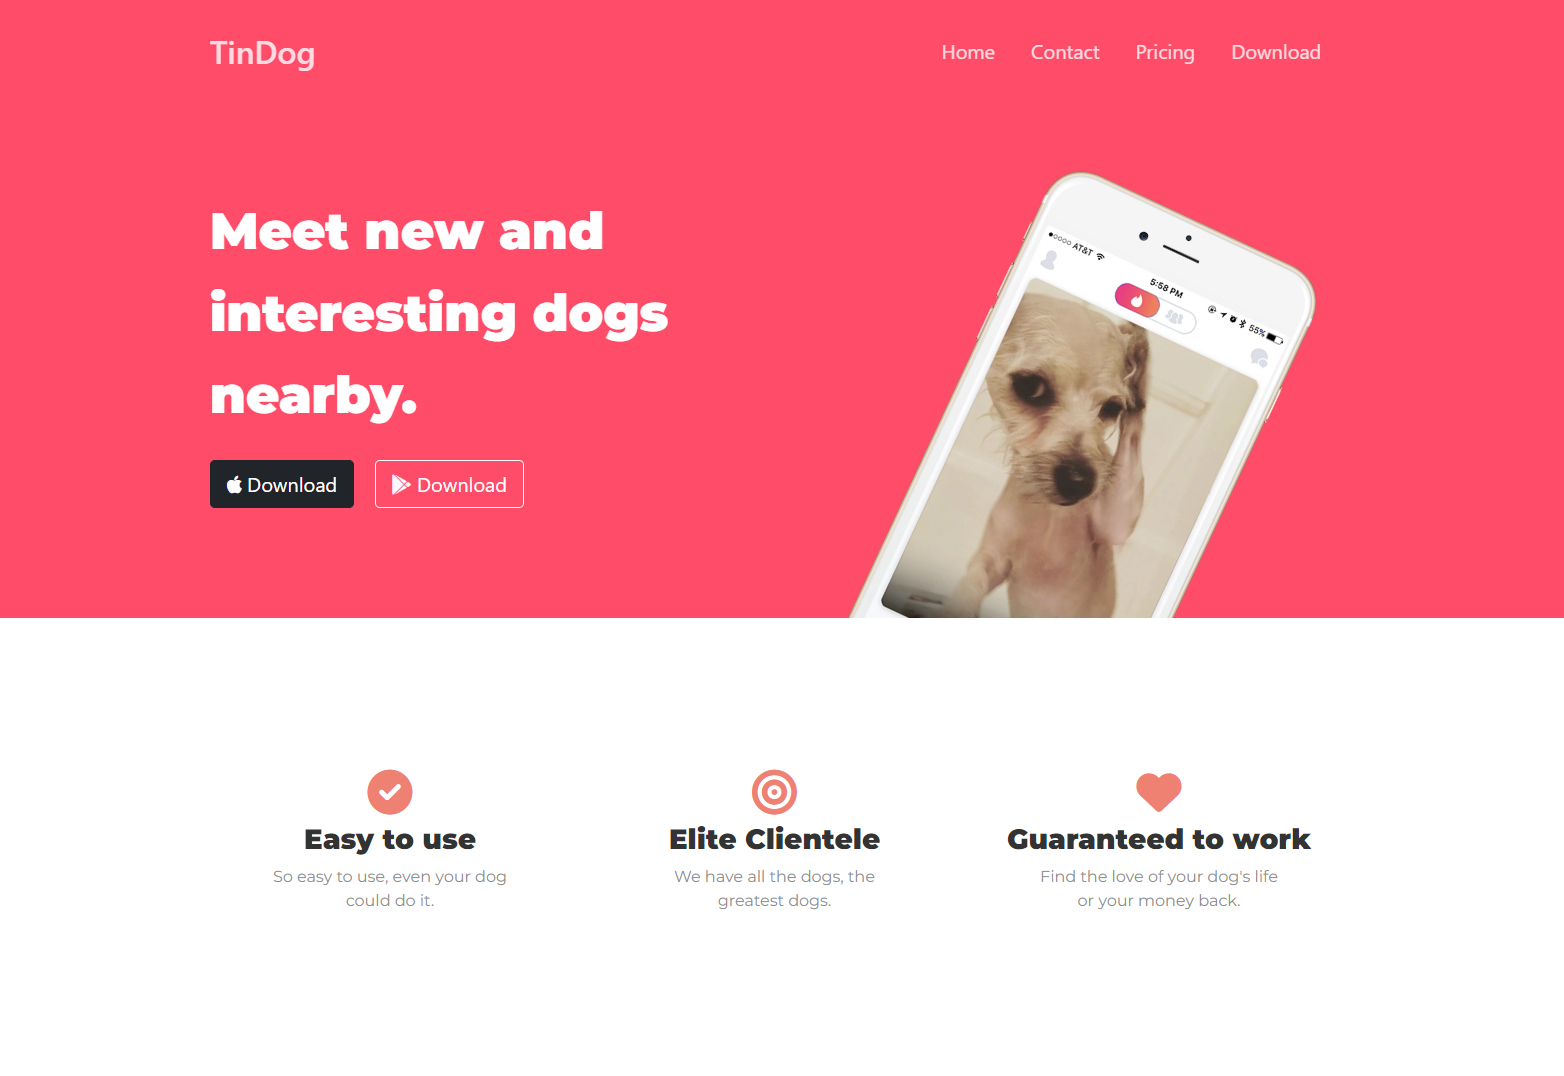 TinDog
Home Contact Pricing Download
Meet new and
interesting dogs
nearby.
Download Download
AT&T 5:58 PM 55%
Easy to use
So easy to use, even your dog
could do it.
Elite Clientele
We have all the dogs, the
greatest dogs.
Guaranteed to work
Find the love of your dog's life
or your money back.